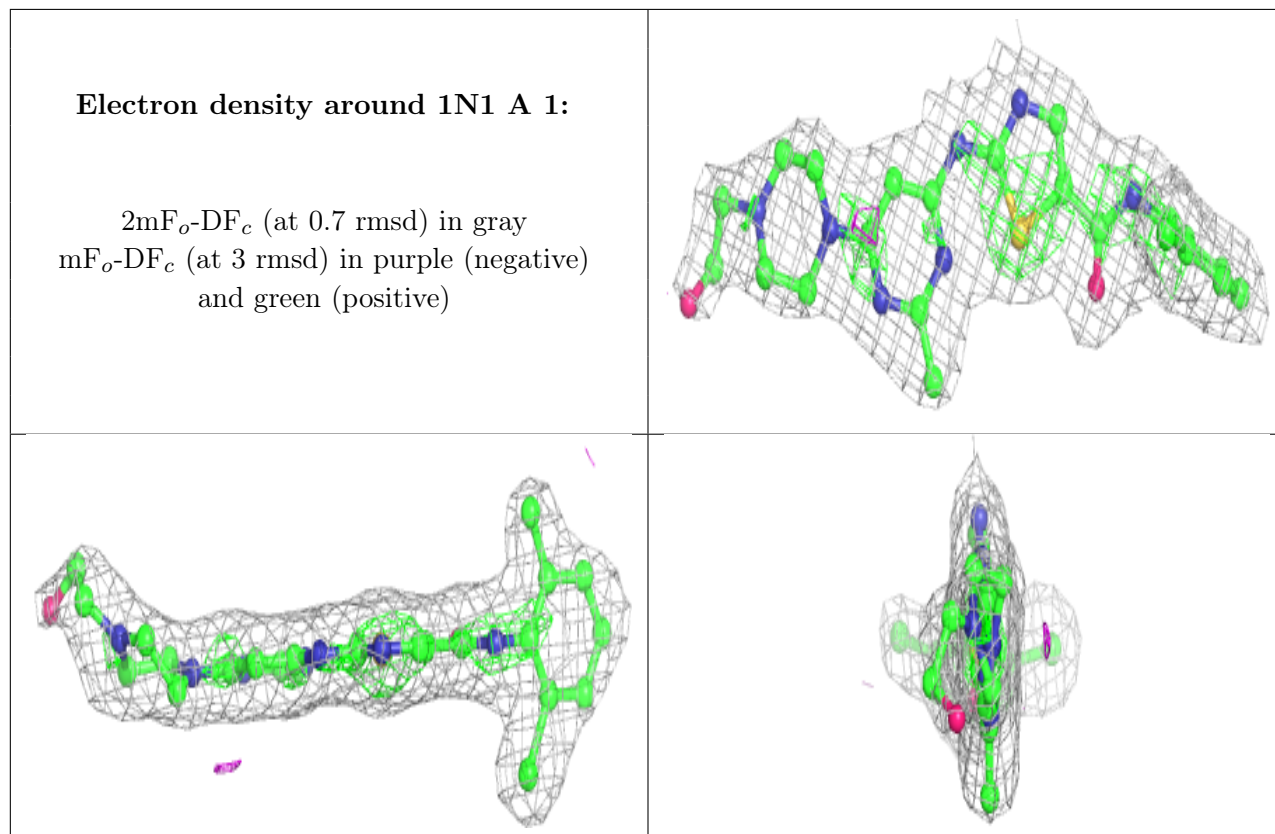 Electron density around 1N1 A 1:
2mFo-DFc (at 0.7 rmsd) in gray
mFo-DFc (at 3 rmsd) in purple (negative)
and green (positive)